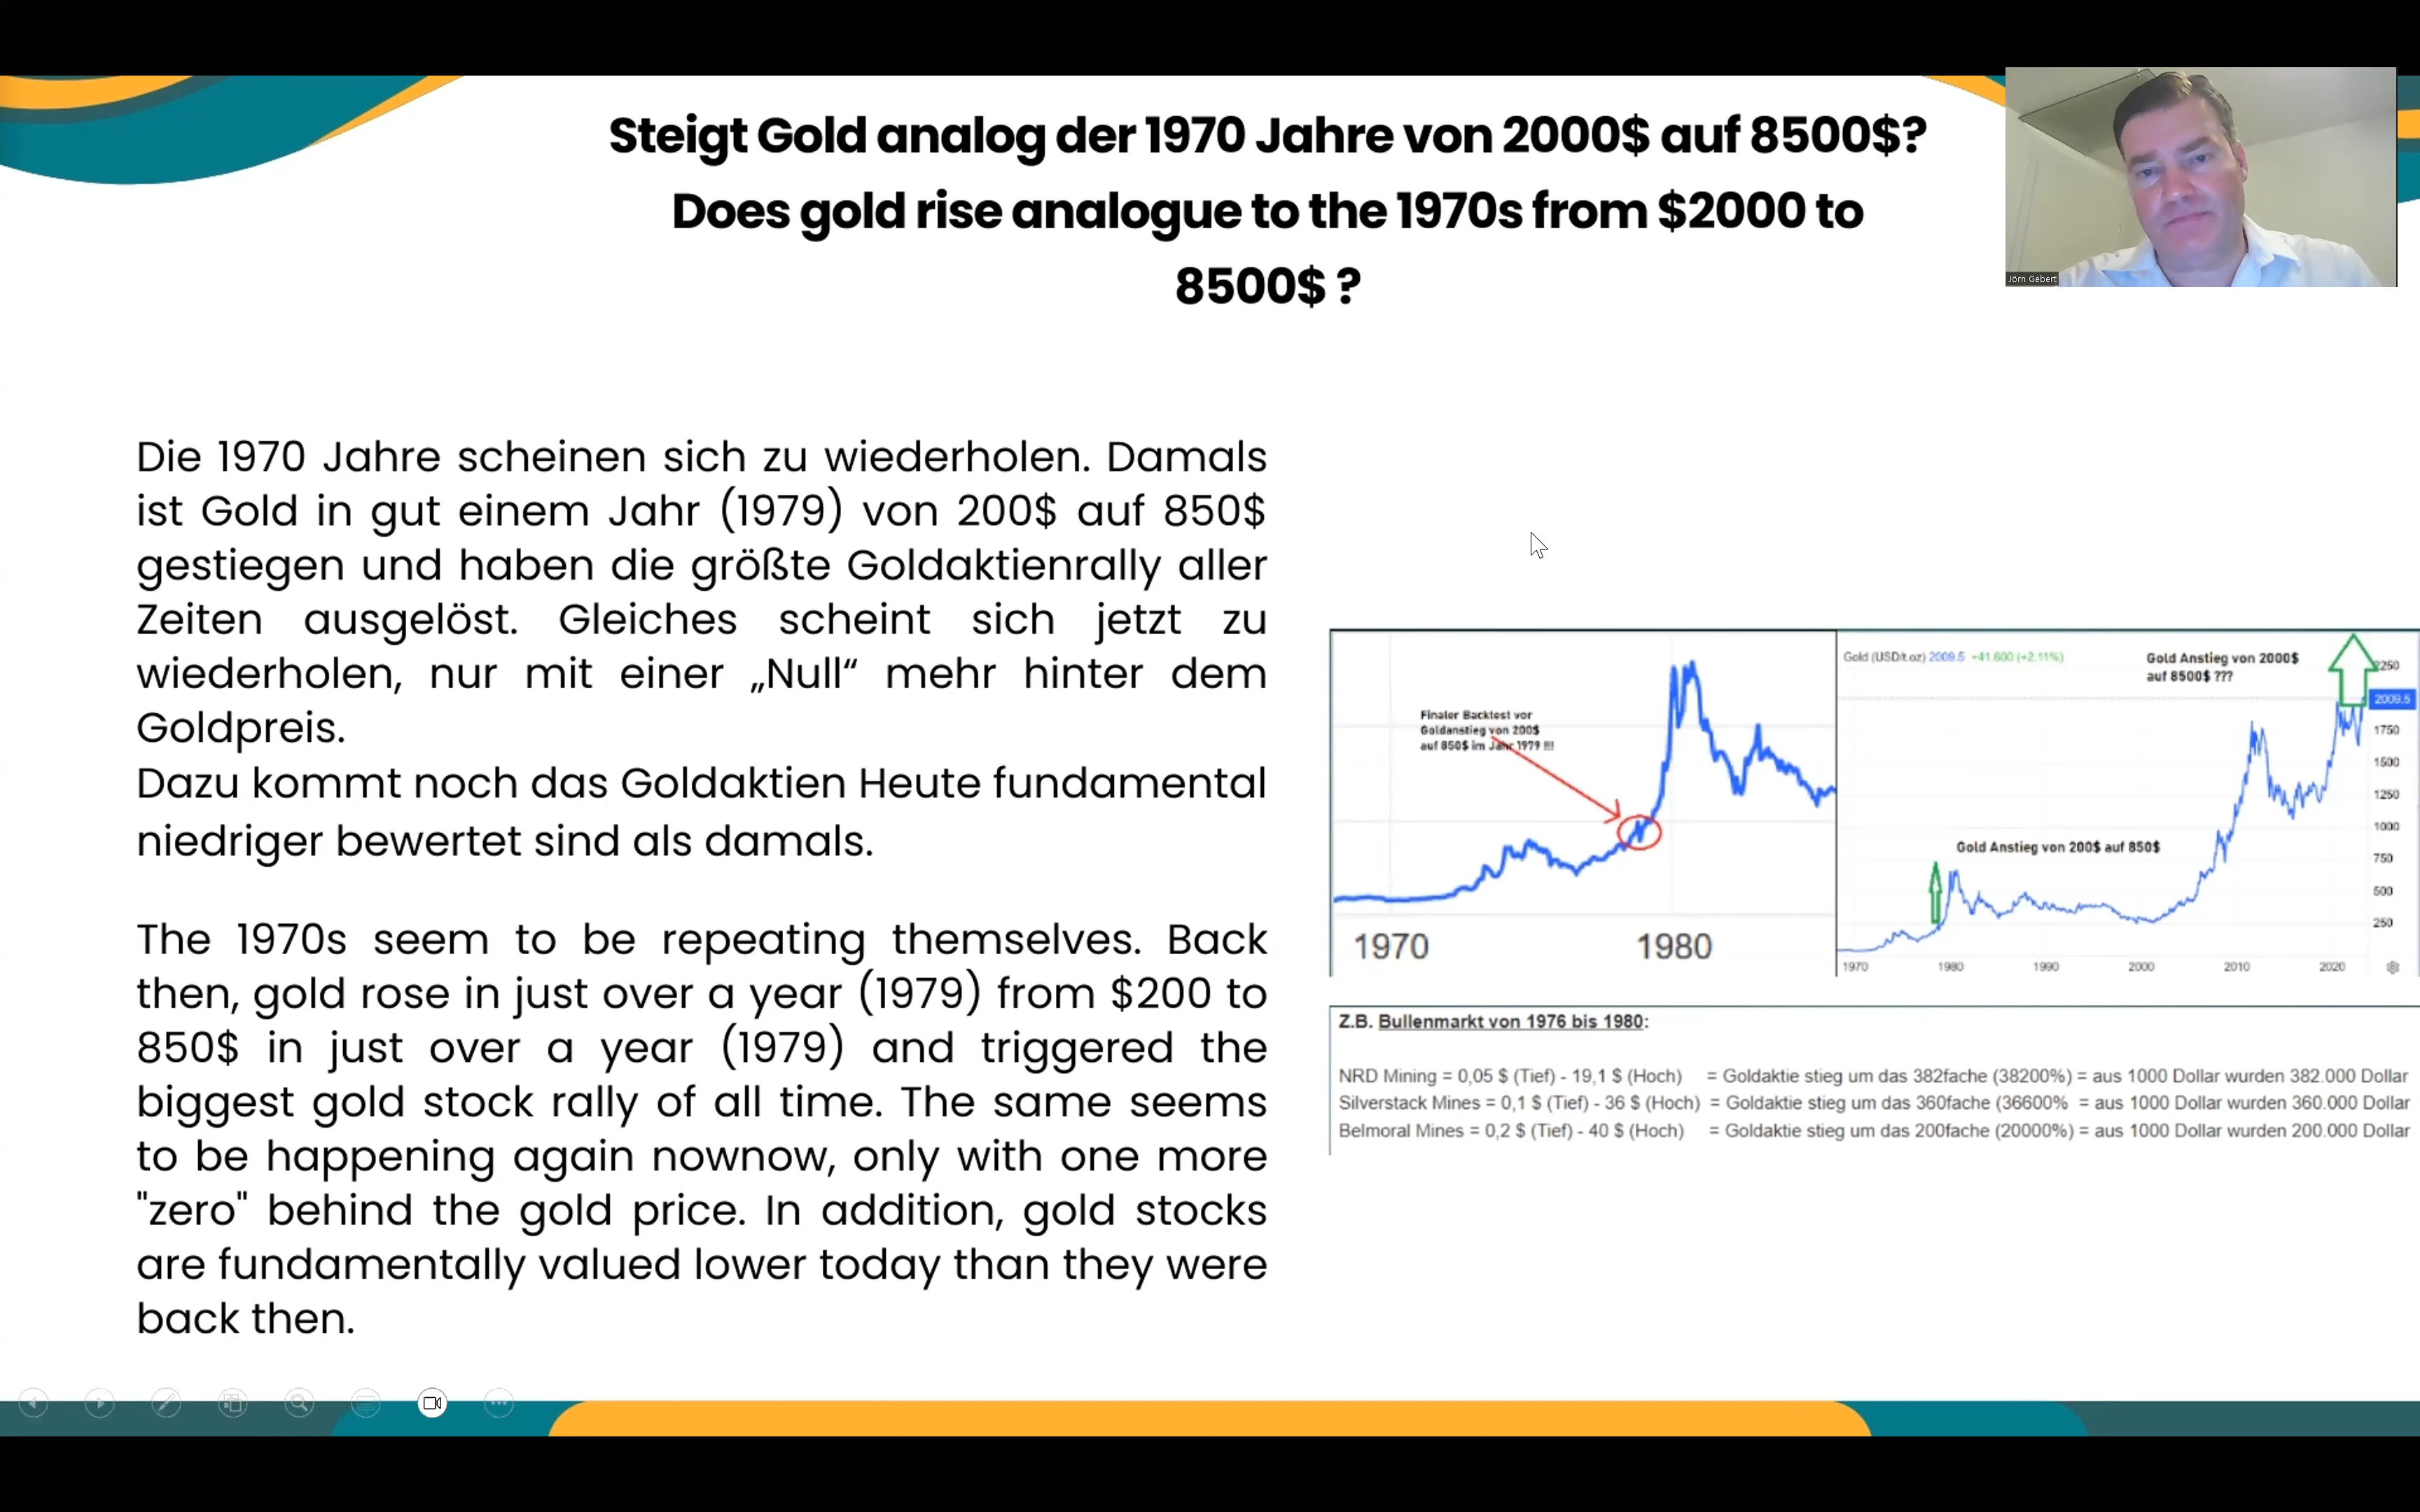 Steigt Gold analog der 1970 Jahre von 2000$ auf 8500$?
Does gold rise analogue to the 1970s from $2000 to
8500$ ?
Jörn Gebert
Die 1970 Jahre scheinen sich zu wiederholen. Damals
ist Gold in gut einem Jahr (1979) von 200$ auf 850$
gestiegen und haben die größte Goldaktienrally aller
Zeiten ausgelöst. Gleiches scheint sich jetzt zu
wiederholen, nur mit einer „Null“ mehr hinter dem
Goldpreis.
Dazu kommt noch das Goldaktien Heute fundamental
niedriger bewertet sind als damals.
The 1970s seem to be repeating themselves. Back
then, gold rose in just over a year (1979) from $200 to
850$ in just over a year (1979) and triggered the
biggest gold stock rally of all time. The same seems
to be happening again nownow, only with one more
"zero" behind the gold price. In addition, gold stocks
are fundamentally valued lower today than they were
back then.
Finaler Backtest vor
Goldanstieg von 200$
auf 850$ im Jahr 1979 !!!
1970 1980
Gold (USD/t.oz) 2009.5 +41.600 (+2.11%)
Gold Anstieg von 2000$
auf 8500$ ???
Gold Anstieg von 200$ auf 850$
2250
2009.5
1750
1500
1250
1000
750
500
250
1970 1980 1990 2000 2010 2020
Z.B. Bullenmarkt von 1976 bis 1980:
NRD Mining = 0,05 $ (Tief) - 19,1 $ (Hoch) = Goldaktie stieg um das 382fache (38200%) = aus 1000 Dollar wurden 382.000 Dollar
Silverstack Mines = 0,1 $ (Tief) - 36 $ (Hoch) = Goldaktie stieg um das 360fache (36600% = aus 1000 Dollar wurden 360.000 Dollar
Belmoral Mines = 0,2 $ (Tief) - 40 $ (Hoch) = Goldaktie stieg um das 200fache (20000%) = aus 1000 Dollar wurden 200.000 Dollar